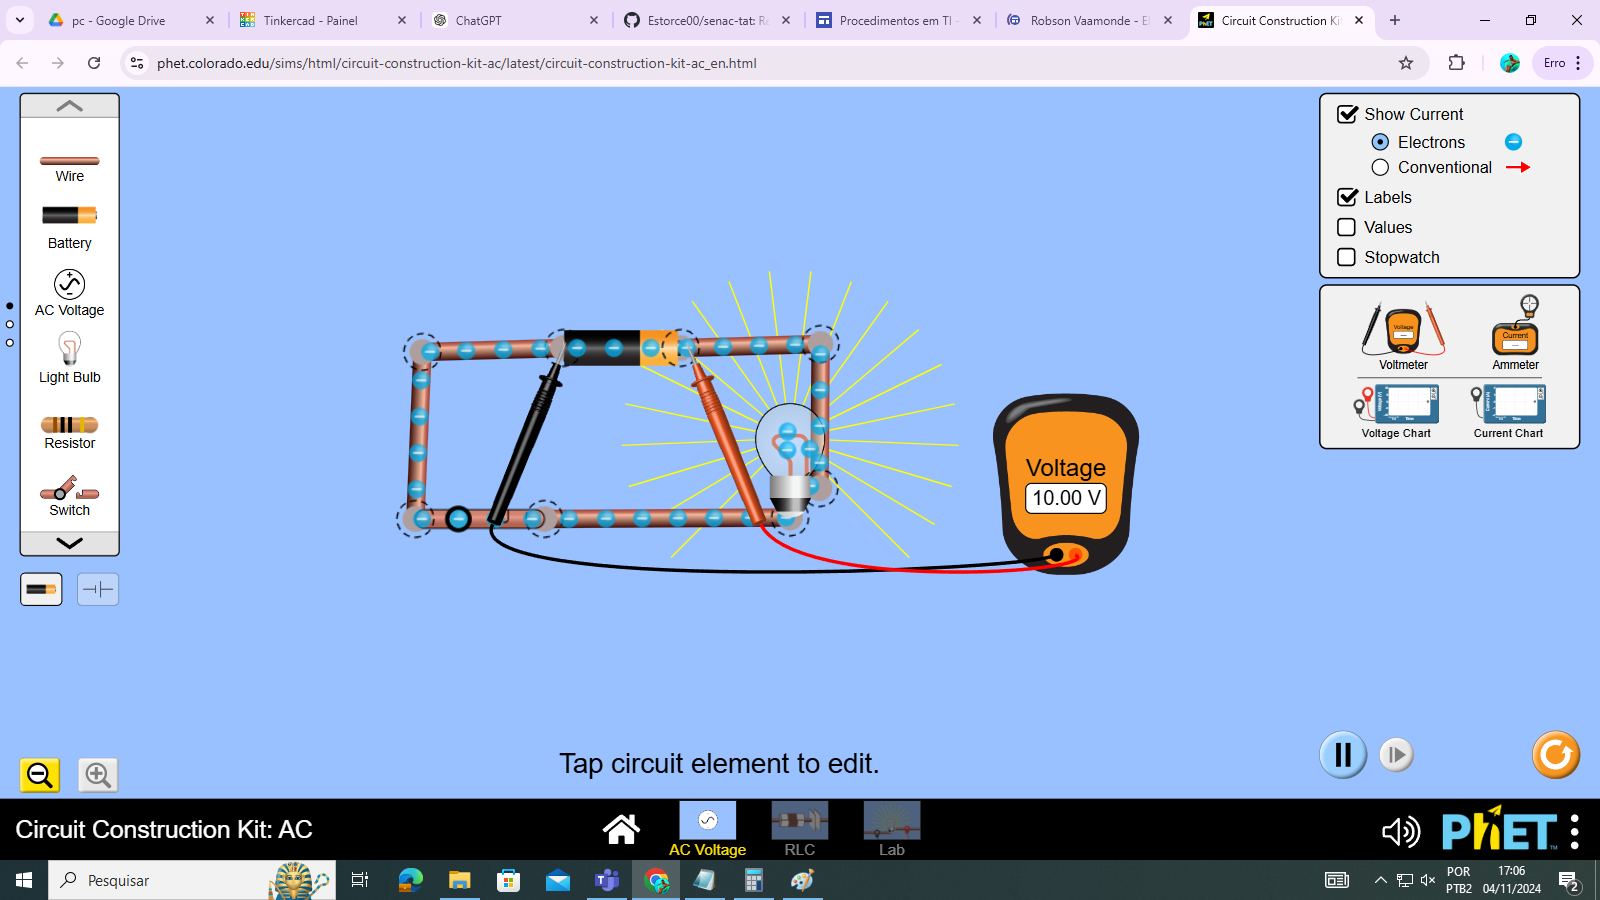 pc - Google Drive
Tinkercad - Painel
ChatGPT
Estorce00/senac-tat: Re
Procedimentos em TI -
Robson Vaamonde - El
Circuit Construction Ki
phet.colorado.edu/sims/html/circuit-construction-kit-ac/latest/circuit-construction-kit-ac_en.html
Erro
Wire
Battery
AC Voltage
Light Bulb
Resistor
Switch
Show Current
Electrons
Conventional
Labels
Values
Stopwatch
Voltage
Current
Voltmeter
Ammeter
Voltage Chart
Current Chart
Voltage
10.00 V
Tap circuit element to edit.
Circuit Construction Kit: AC
AC Voltage
RLC
Lab
PhET
Pesquisar
POR
PTB2
17:06
04/11/2024
2